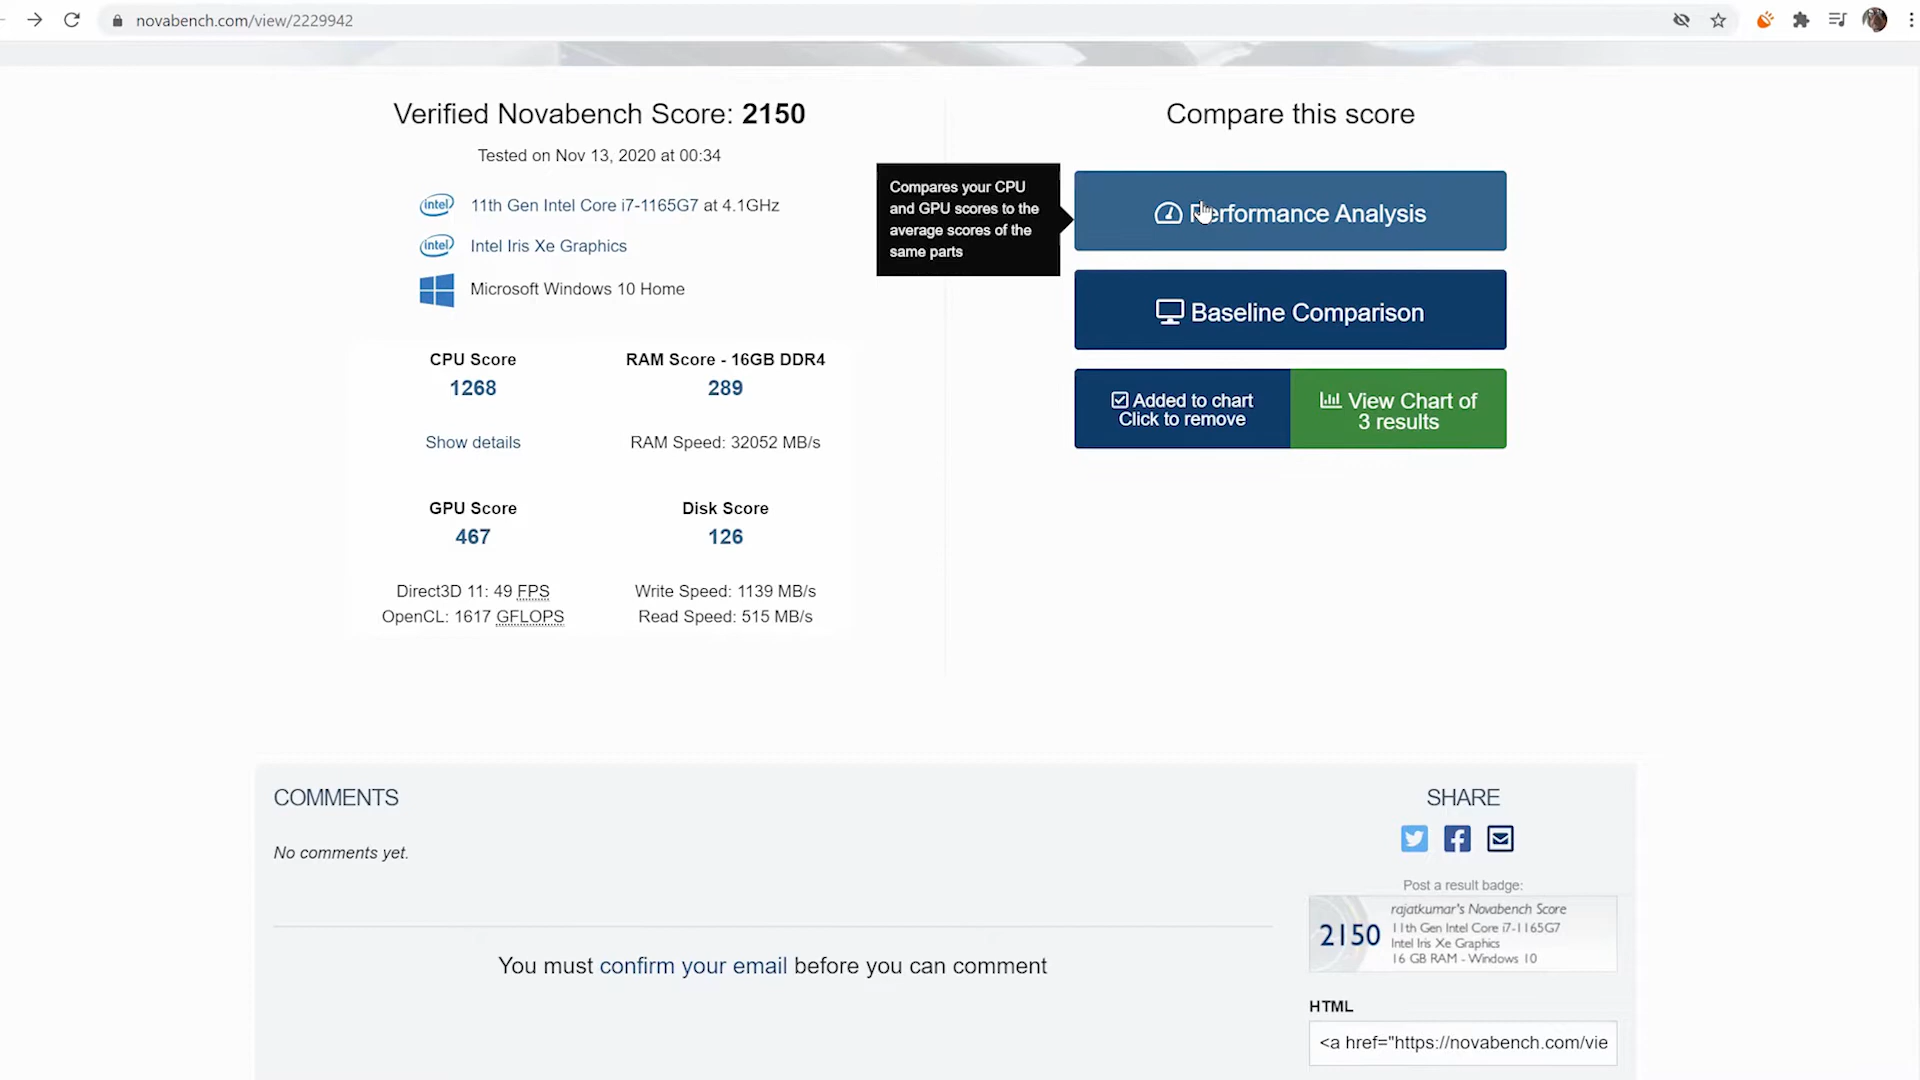 novabench.com/view/2229942
Verified Novabench Score: 2150
Tested on Nov 13, 2020 at 00:34
intel 11th Gen Intel Core i7-1165G7 at 4.1GHz
intel Intel Iris Xe Graphics
Microsoft Windows 10 Home
CPU Score
1268
Show details
RAM Score - 16GB DDR4
289
RAM Speed: 32052 MB/s
GPU Score
467
Direct3D 11: 49 FPS
OpenCL: 1617 GFLOPS
Disk Score
126
Write Speed: 1139 MB/s
Read Speed: 515 MB/s
Compare this score
Compares your CPU
and GPU scores to the
average scores of the
same parts
Performance Analysis
Baseline Comparison
Added to chart
Click to remove
View Chart of
3 results
COMMENTS
No comments yet.
You must confirm your email before you can comment
SHARE
Post a result badge:
2150
rajatkumar's Novabench Score
11th Gen Intel Core i7-1165G7
Intel Iris Xe Graphics
16 GB RAM - Windows 10
HTML
<a href="https://novabench.com/vie